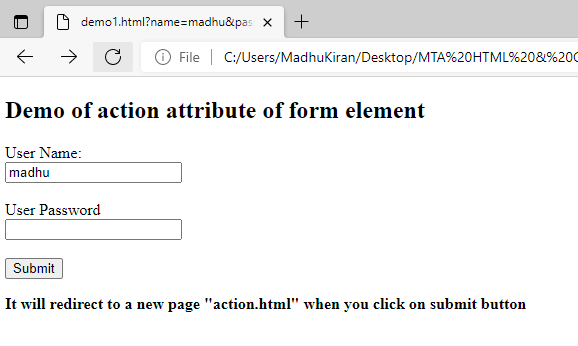 demo1.html?name=madhu&pas
File
C:/Users/MadhuKiran/Desktop/MTA%20HTML%20&%20
Demo of action attribute of form element
User Name:
madhu
User Password
Submit
It will redirect to a new page "action.html" when you click on submit button